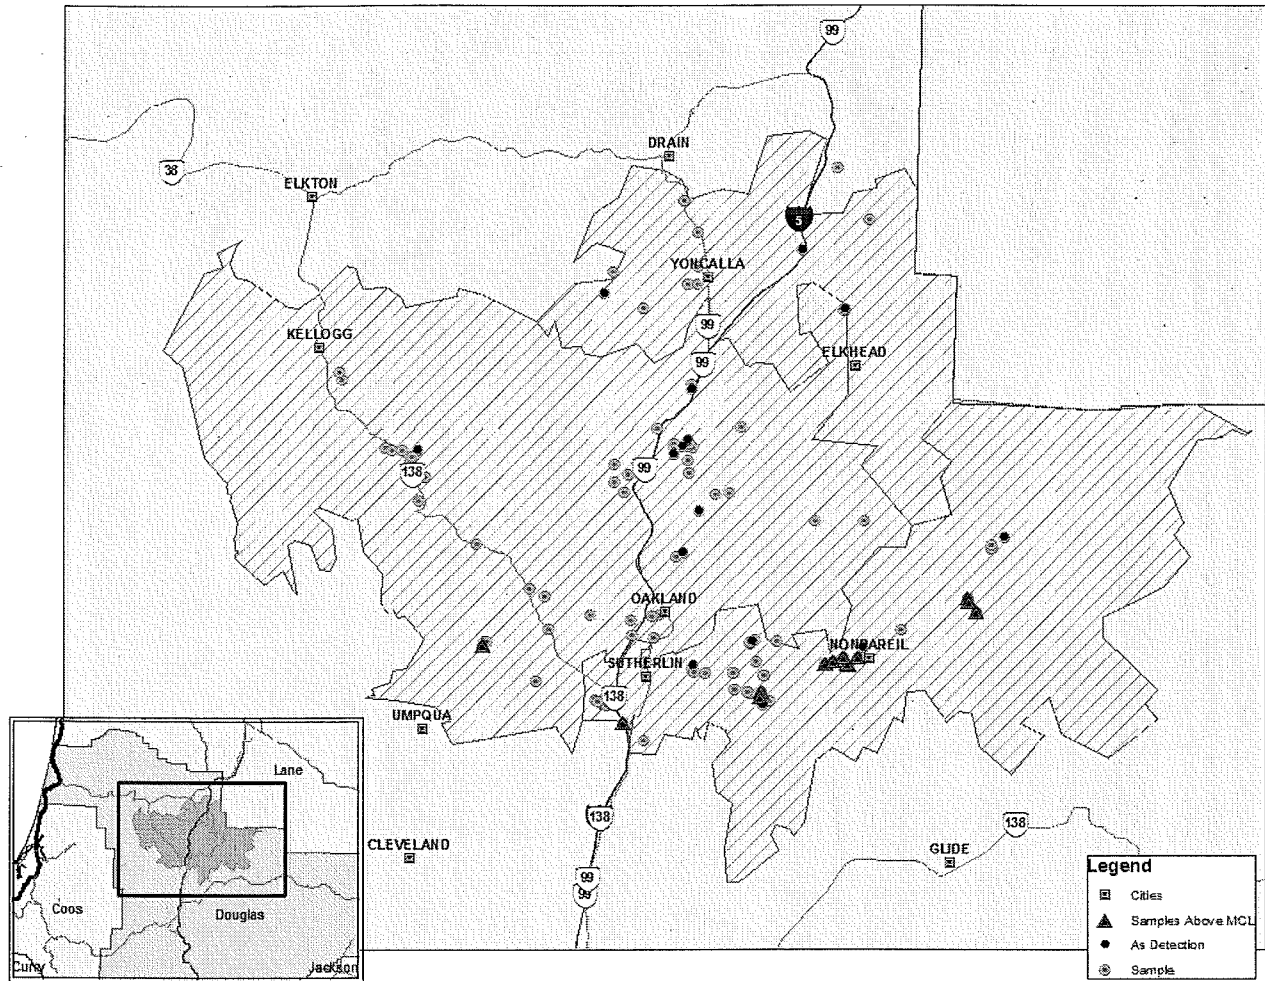 99
DRAIN
38
ELKTON
5
YONCALLA
99
KELLOGG
99
ELKHEAD
99
138
OAKLAND
NONPAREIL
SUTHERLIN
138
UMPQUA
Lane
138
138
CLEVELAND
GLIDE
99
99
Coos
Douglas
Curry
Jackson
Legend
Cities
Samples Above MCL
As Detection
Sample